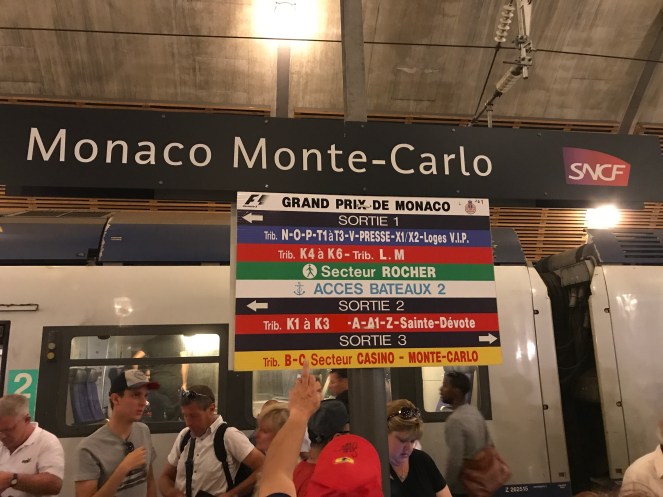 Monaco Monte-Carlo
SNCF
F1 GRAND PRIX DE MONACO
SORTIE 1
Trib. N-O-P-T1àT3-V-PRESSE-X1/X2-Loges V.I.P.
Trib. K4 à K6 - Trib. L.M
Secteur ROCHER
ACCES BATEAUX 2
SORTIE 2
Trib. K1 à K3 -A-A1-Z-Sainte-Dévote
SORTIE 3
Trib. B-C Secteur CASINO - MONTE-CARLO
2